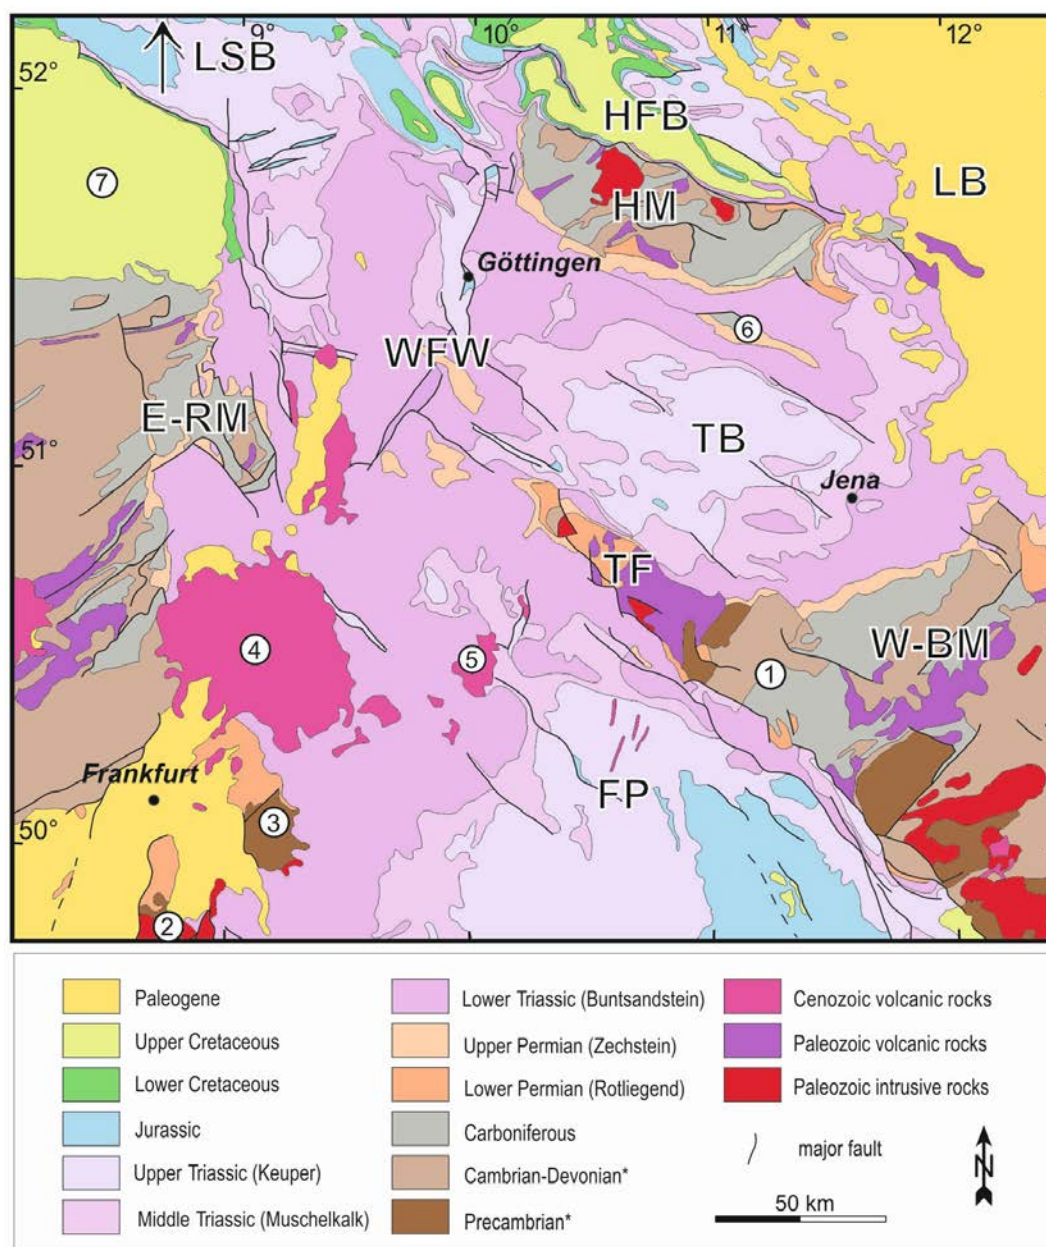 9°
10°
11°
12°
52°
LSB
HFB
7
HM
LB
Göttingen
6
WFW
E-RM
TB
51°
Jena
TF
W-BM
4
5
1
Frankfurt
FP
3
50°
2
Paleogene
Upper Cretaceous
Lower Cretaceous
Jurassic
Upper Triassic (Keuper)
Middle Triassic (Muschelkalk)
Lower Triassic (Buntsandstein)
Upper Permian (Zechstein)
Lower Permian (Rotliegend)
Carboniferous
Cambrian-Devonian*
Precambrian*
Cenozoic volcanic rocks
Paleozoic volcanic rocks
Paleozoic intrusive rocks
major fault
50 km
N